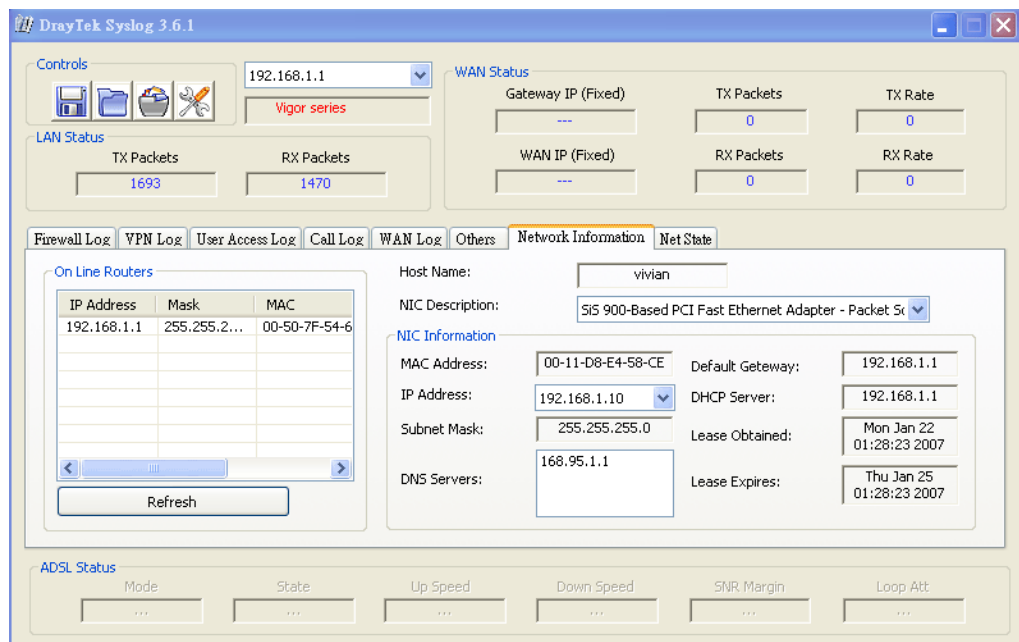 DrayTek Syslog 3.6.1
Controls
192.168.1.1
Vigor series
WAN Status
Gateway IP (Fixed)
TX Packets
TX Rate
---
0
0
WAN IP (Fixed)
RX Packets
RX Rate
---
0
0
LAN Status
TX Packets
RX Packets
1693
1470
Firewall Log
VPN Log
User Access Log
Call Log
WAN Log
Others
Network Information
Net State
On Line Routers
IP Address Mask MAC
192.168.1.1 255.255.2... 00-50-7F-54-6
Refresh
Host Name:
vivian
NIC Description:
SiS 900-Based PCI Fast Ethernet Adapter - Packet Sc
NIC Information
MAC Address:
00-11-D8-E4-58-CE
IP Address:
192.168.1.10
Subnet Mask:
255.255.255.0
DNS Servers:
168.95.1.1
Default Geteway:
192.168.1.1
DHCP Server:
192.168.1.1
Lease Obtained:
Mon Jan 22
01:28:23 2007
Lease Expires:
Thu Jan 25
01:28:23 2007
ADSL Status
Mode
State
Up Speed
Down Speed
SNR Margin
Loop Att
...
...
...
...
...
...